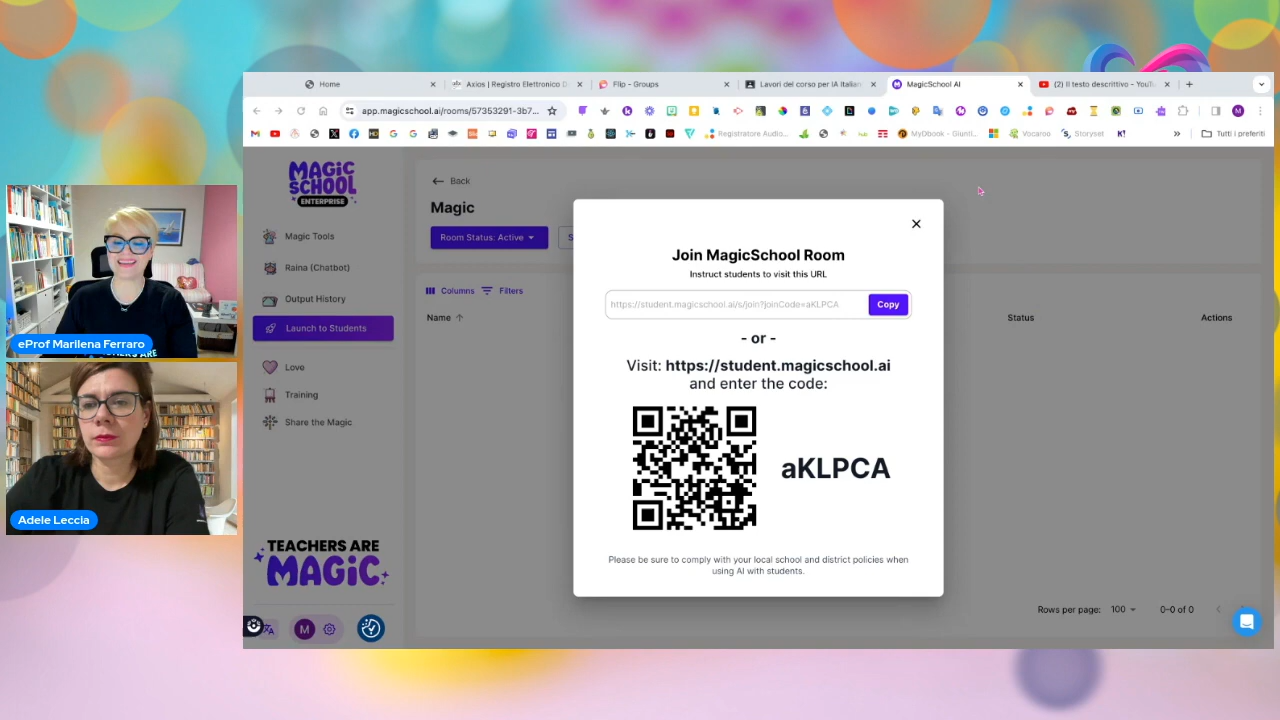 Home
Axios | Registro Elettronico D
Flip - Groups
Lavori del corso per IA Italian
MagicSchool AI
(2) Il testo descrittivo - YouTu
app.magicschool.ai/rooms/57353291-3b7...
Registratore Audio...
MyDbook - Giunti...
Vocaroo
Storyset
Tutti i preferiti
MAGIC
SCHOOL
ENTERPRISE
Magic Tools
Raina (Chatbot)
Output History
Launch to Students
Love
Training
Share the Magic
TEACHERS ARE
MAGIC
M
Back
Magic
Room Status: Active
Columns
Filters
Name
Status
Actions
Join MagicSchool Room
Instruct students to visit this URL
https://student.magicschool.ai/s/join?joinCode=aKLPCA
Copy
- or -
Visit: https://student.magicschool.ai
and enter the code:
aKLPCA
Please be sure to comply with your local school and district policies when
using AI with students.
Rows per page: 100
0–0 of 0
eProf Marilena Ferraro
Adele Leccia